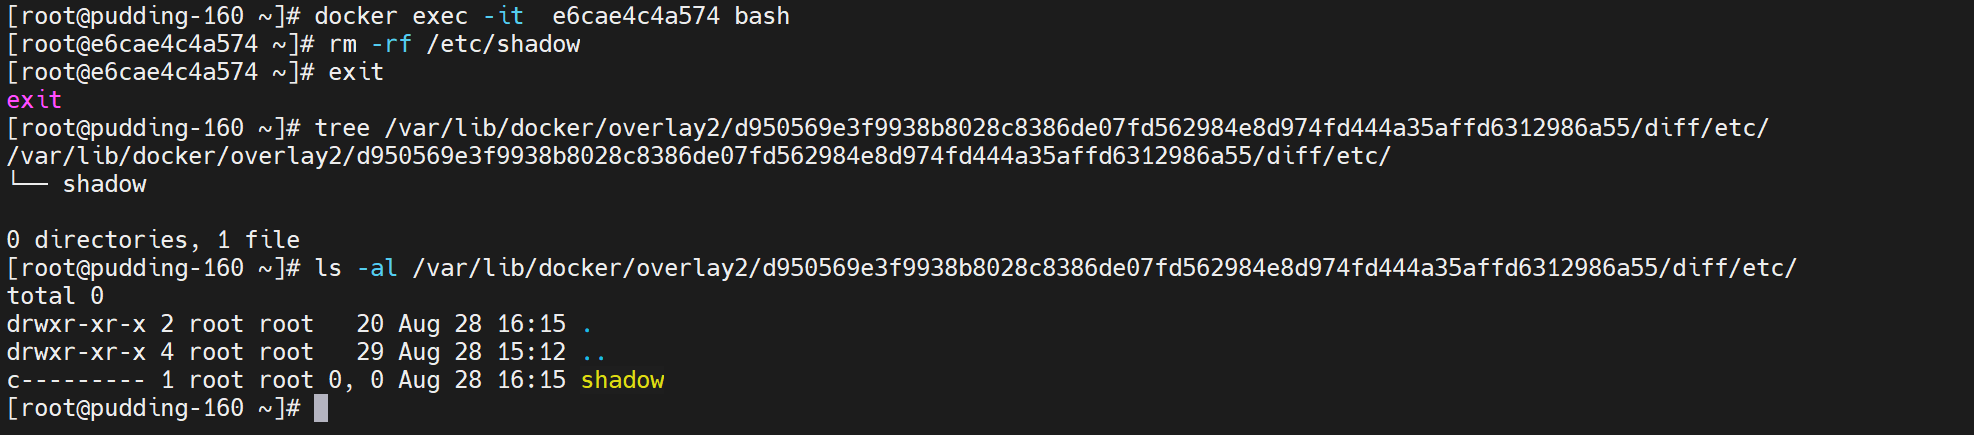 [root@pudding-160 ~]# docker exec -it  e6cae4c4a574 bash
[root@e6cae4c4a574 ~]# rm -rf /etc/shadow
[root@e6cae4c4a574 ~]# exit
exit
[root@pudding-160 ~]# tree /var/lib/docker/overlay2/d950569e3f9938b8028c8386de07fd562984e8d974fd444a35affd6312986a55/diff/etc/
/var/lib/docker/overlay2/d950569e3f9938b8028c8386de07fd562984e8d974fd444a35affd6312986a55/diff/etc/
└── shadow

0 directories, 1 file
[root@pudding-160 ~]# ls -al /var/lib/docker/overlay2/d950569e3f9938b8028c8386de07fd562984e8d974fd444a35affd6312986a55/diff/etc/
total 0
drwxr-xr-x 2 root root   20 Aug 28 16:15 .
drwxr-xr-x 4 root root   29 Aug 28 15:12 ..
c--------- 1 root root 0, 0 Aug 28 16:15 shadow
[root@pudding-160 ~]#